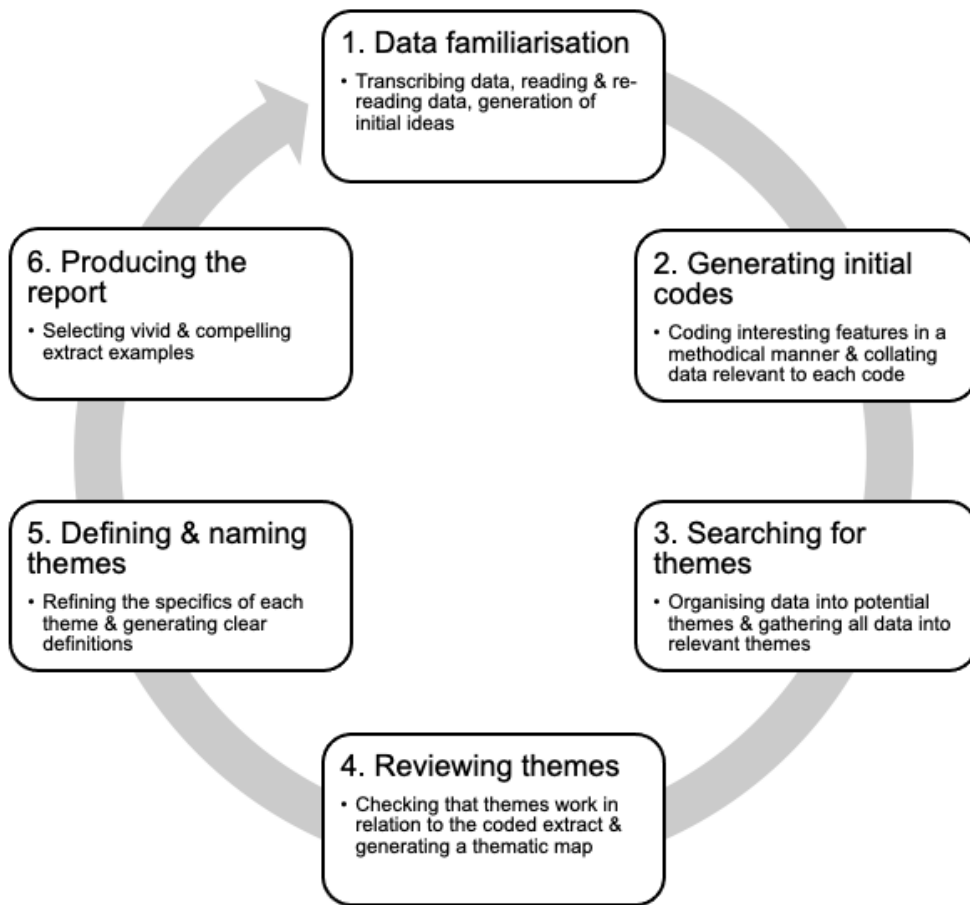 1. Data familiarisation
• Transcribing data, reading & re-
reading data, generation of
initial ideas
2. Generating initial
codes
• Coding interesting features in a
methodical manner & collating
data relevant to each code
3. Searching for
themes
• Organising data into potential
themes & gathering all data into
relevant themes
4. Reviewing themes
• Checking that themes work in
relation to the coded extract &
generating a thematic map
5. Defining & naming
themes
• Refining the specifics of each
theme & generating clear
definitions
6. Producing the
report
• Selecting vivid & compelling
extract examples